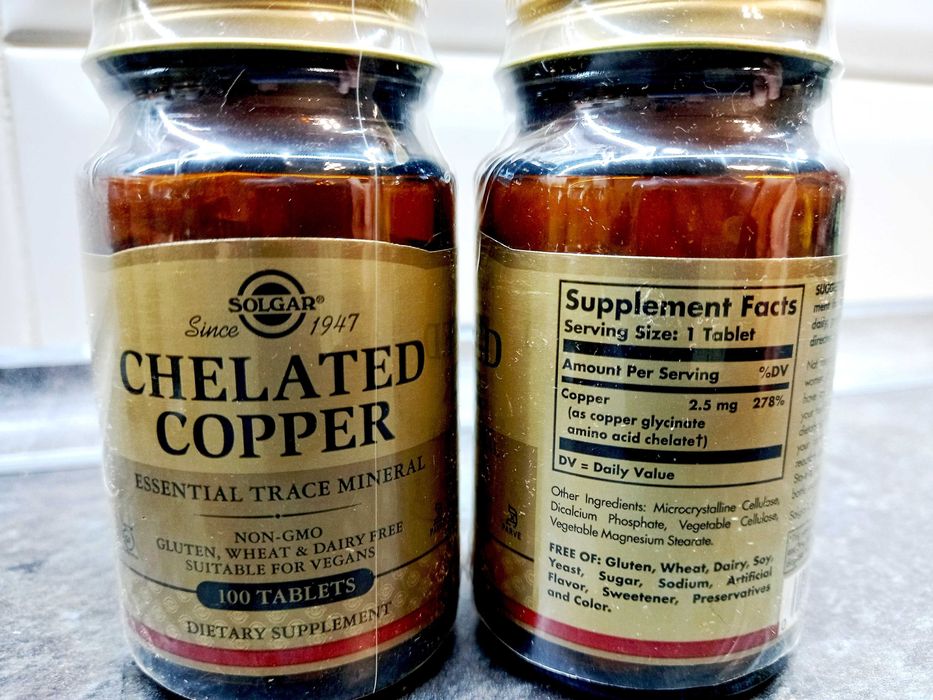 SOLGAR®
Since 1947
CHELATED
COPPER
ESSENTIAL TRACE MINERAL
NON-GMO
GLUTEN, WHEAT & DAIRY FREE
SUITABLE FOR VEGANS
100 TABLETS
DIETARY SUPPLEMENT
Supplement Facts
Serving Size: 1 Tablet
Amount Per Serving %DV
Copper 2.5 mg 278%
(as copper glycinate
amino acid chelate†)
DV = Daily Value
Other Ingredients: Microcrystalline Cellulose,
Dicalcium Phosphate, Vegetable Cellulose,
Vegetable Magnesium Stearate.
FREE OF: Gluten, Wheat, Dairy, Soy,
Yeast, Sugar, Sodium, Artificial
Flavor, Sweetener, Preservatives
and Color.